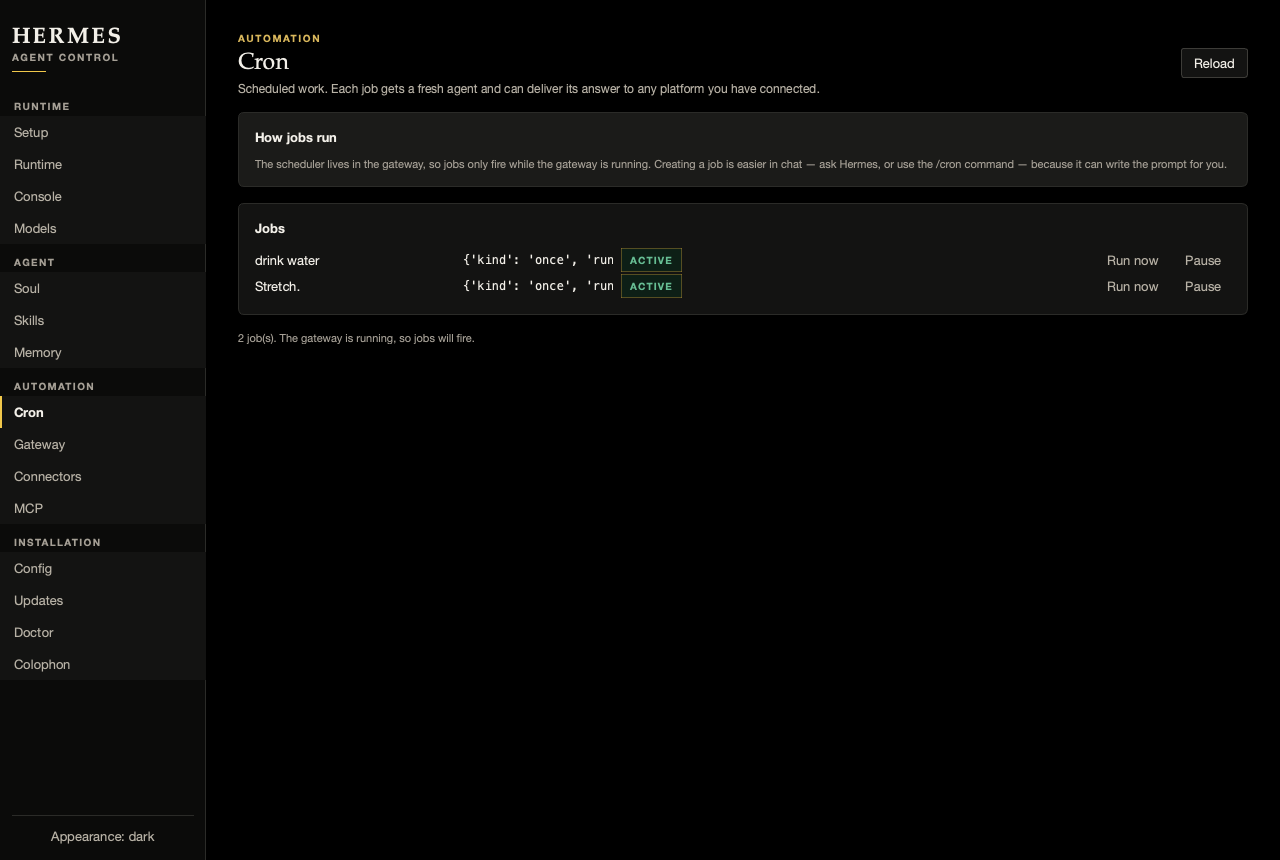 HERMES
AGENT CONTROL
RUNTIME
Setup
Runtime
Console
Models
AGENT
Soul
Skills
Memory
AUTOMATION
Cron
Gateway
Connectors
MCP
INSTALLATION
Config
Updates
Doctor
Colophon
Appearance: dark
AUTOMATION
Cron
Reload
Scheduled work. Each job gets a fresh agent and can deliver its answer to any platform you have connected.
How jobs run
The scheduler lives in the gateway, so jobs only fire while the gateway is running. Creating a job is easier in chat — ask Hermes, or use the /cron command — because it can write the prompt for you.
Jobs
drink water {'kind': 'once', 'run ACTIVE Run now Pause
Stretch. {'kind': 'once', 'run ACTIVE Run now Pause
2 job(s). The gateway is running, so jobs will fire.